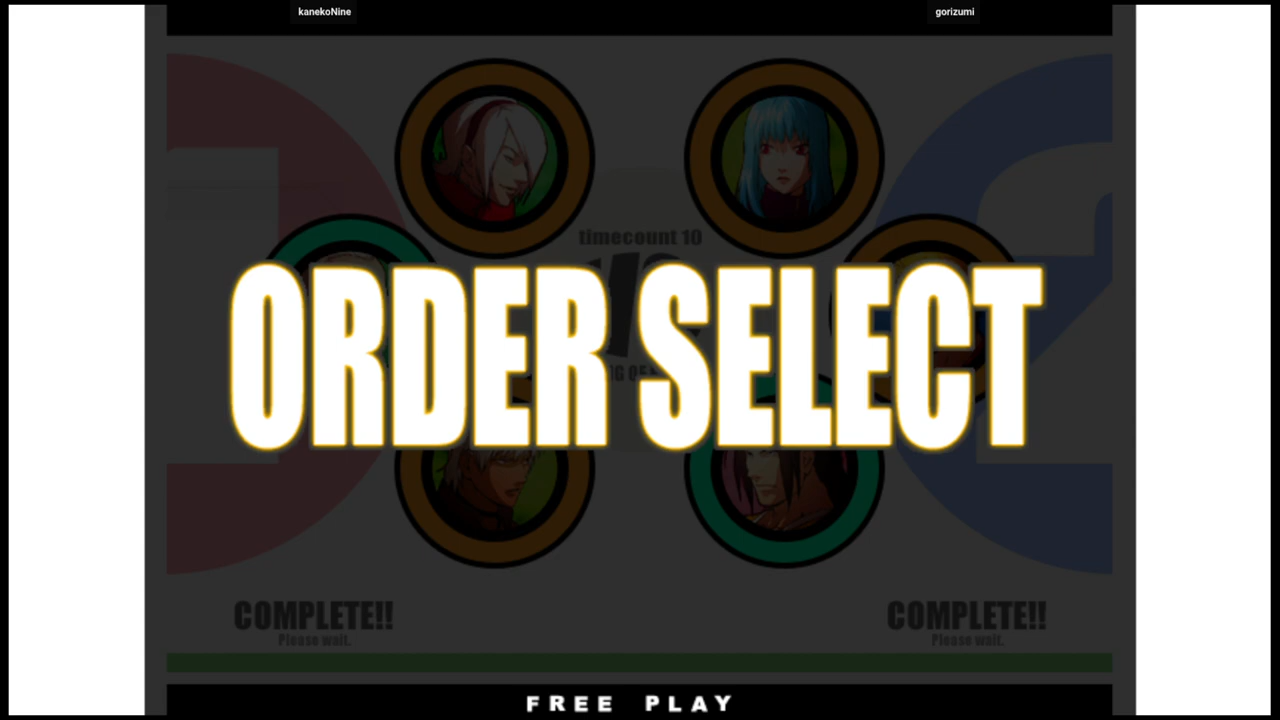 kanekoNine
gorizumi
timecount 10
ORDER SELECT
COMPLETE!!
Please wait.
COMPLETE!!
Please wait.
FREE PLAY